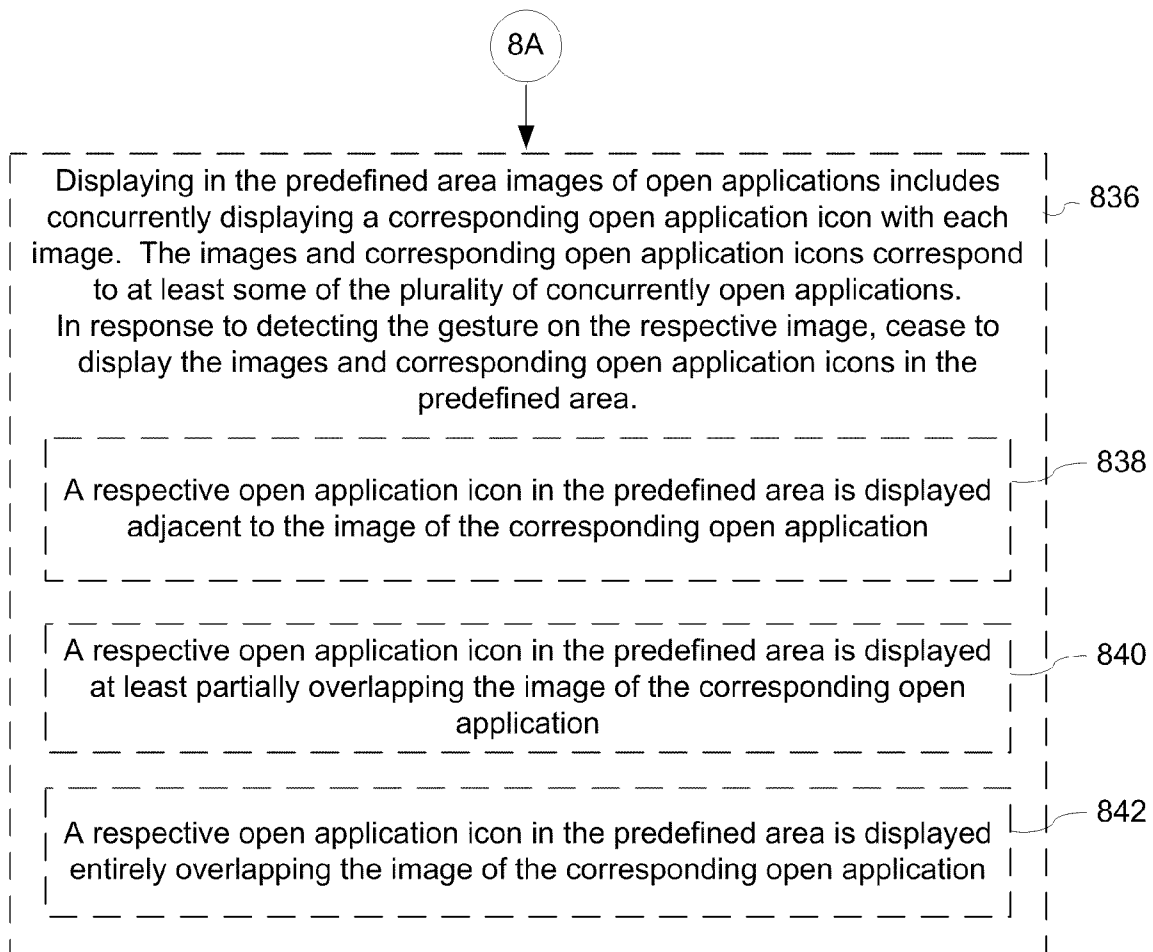 8A
Displaying in the predefined area images of open applications includes
concurrently displaying a corresponding open application icon with each
image.  The images and corresponding open application icons correspond
to at least some of the plurality of concurrently open applications.
In response to detecting the gesture on the respective image, cease to
display the images and corresponding open application icons in the
predefined area.
836
A respective open application icon in the predefined area is displayed
adjacent to the image of the corresponding open application
838
A respective open application icon in the predefined area is displayed
at least partially overlapping the image of the corresponding open
application
840
A respective open application icon in the predefined area is displayed
entirely overlapping the image of the corresponding open application
842